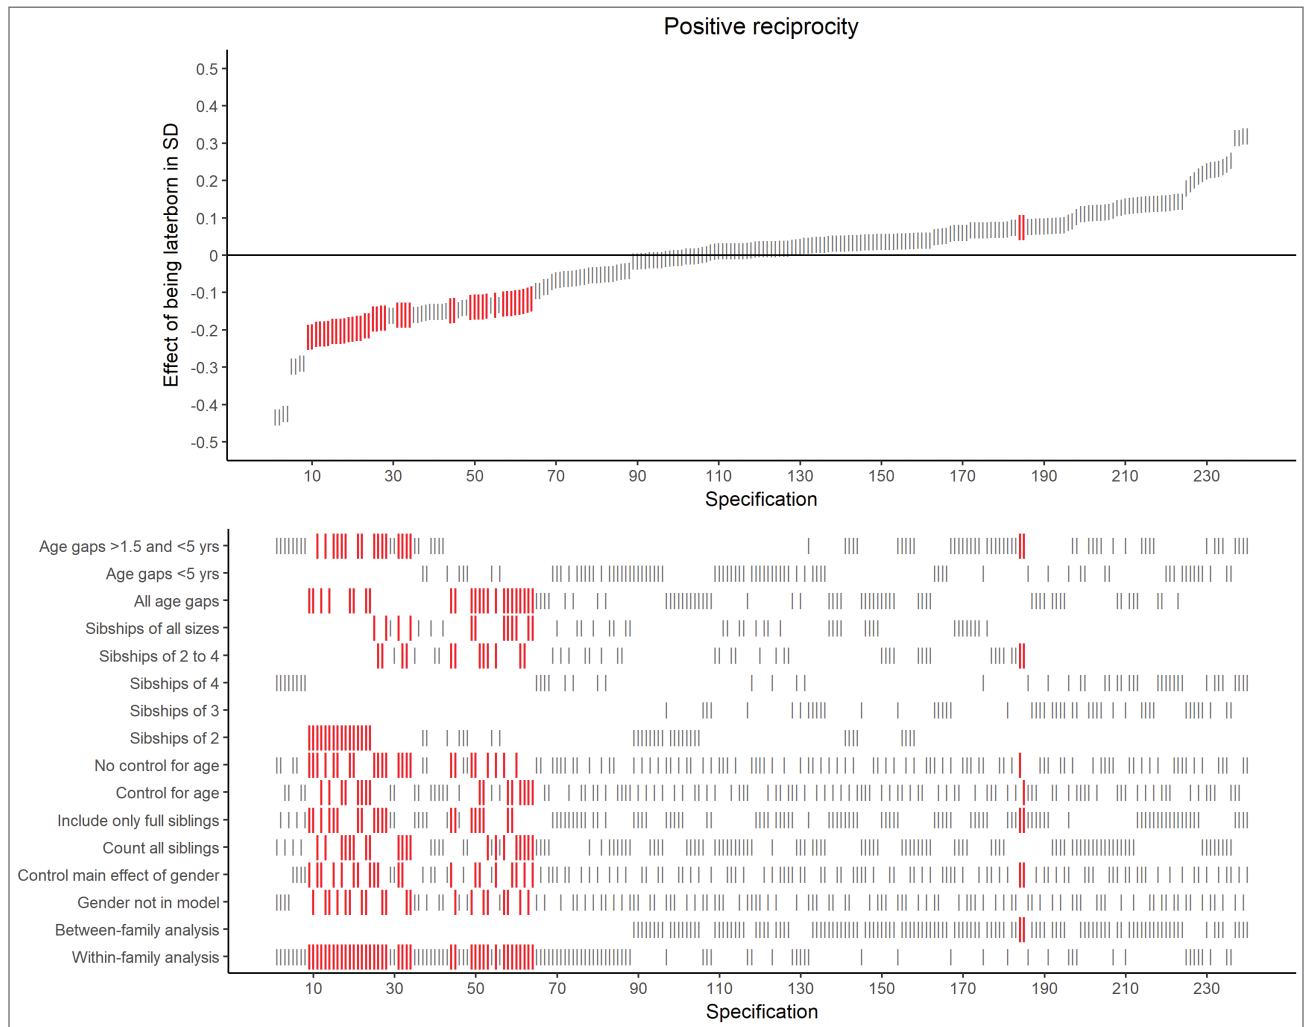 Positive reciprocity
Effect of being laterborn in SD
0.5
0.4
0.3
0.2
0.1
0
-0.1
-0.2
-0.3
-0.4
-0.5
10 30 50 70 90 110 130 150 170 190 210 230
Specification
Age gaps >1.5 and <5 yrs
Age gaps <5 yrs
All age gaps
Sibships of all sizes
Sibships of 2 to 4
Sibships of 4
Sibships of 3
Sibships of 2
No control for age
Control for age
Include only full siblings
Count all siblings
Control main effect of gender
Gender not in model
Between-family analysis
Within-family analysis
10 30 50 70 90 110 130 150 170 190 210 230
Specification